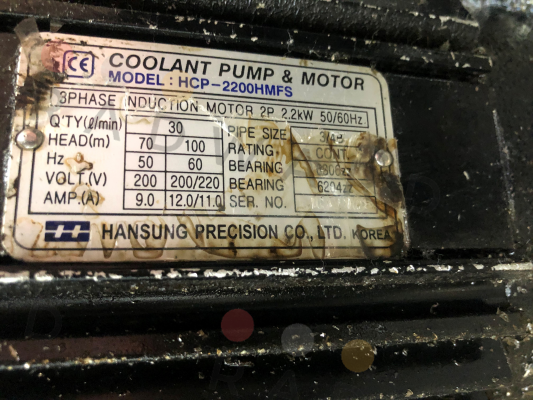 CE COOLANT PUMP & MOTOR
MODEL: HCP-2200HMFS
3PHASE INDUCTION MOTOR 2P 2.2kW 50/60Hz
Q'TY(ℓ/min) 30 PIPE SIZE
HEAD(m) 70 100 RATING CONT.
Hz 50 60 BEARING
VOLT.(V) 200 200/220 BEARING 6204zz
AMP.(A) 9.0 12.0/11.0 SER. NO.
HANSUNG PRECISION CO., LTD. KOREA